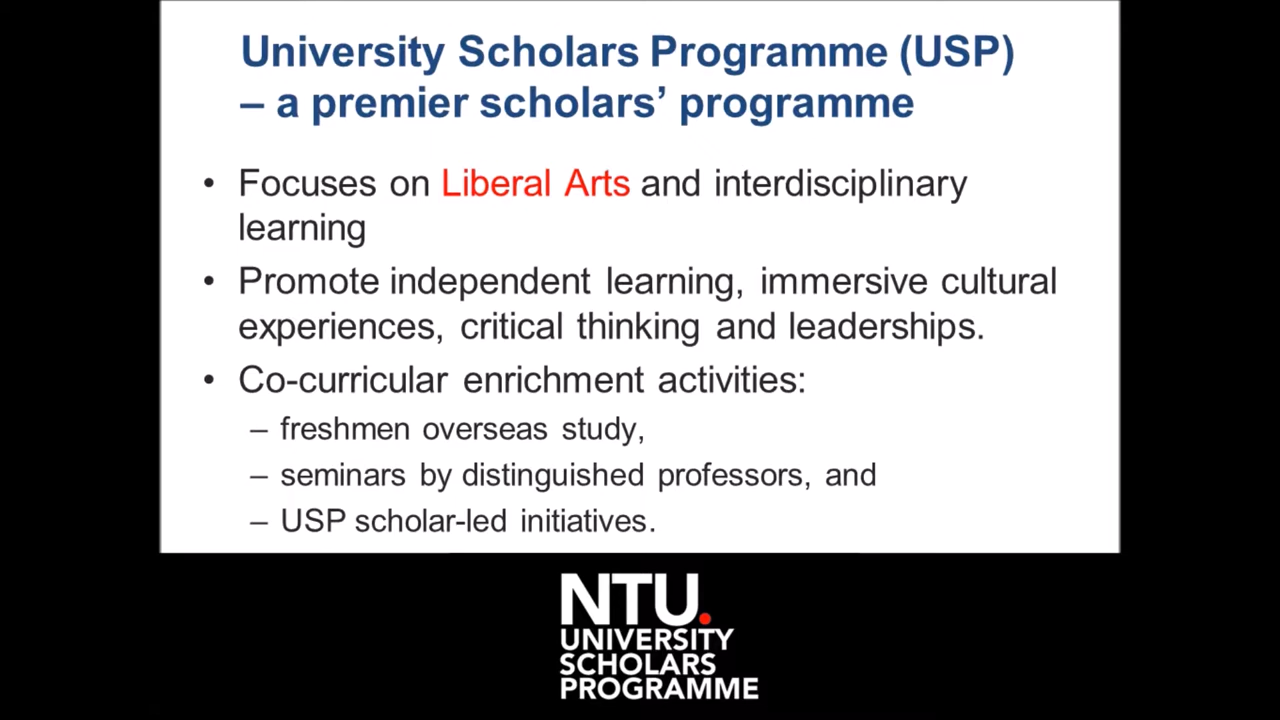 University Scholars Programme (USP)
– a premier scholars’ programme
• Focuses on Liberal Arts and interdisciplinary
learning
• Promote independent learning, immersive cultural
experiences, critical thinking and leaderships.
• Co-curricular enrichment activities:
– freshmen overseas study,
– seminars by distinguished professors, and
– USP scholar-led initiatives.
NTU.
UNIVERSITY
SCHOLARS
PROGRAMME